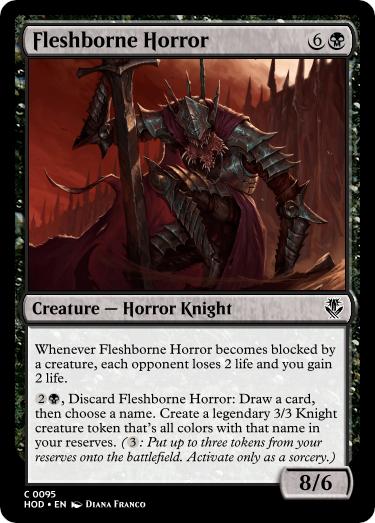 Fleshborne Horror 6
Creature — Horror Knight
Whenever Fleshborne Horror becomes blocked by
a creature, each opponent loses 2 life and you gain
2 life.
2, Discard Fleshborne Horror: Draw a card,
then choose a name. Create a legendary 3/3 Knight
creature token that's all colors with that name in
your reserves. (3: Put up to three tokens from your
reserves onto the battlefield. Activate only as a sorcery.)
8/6
C 0095
HOD • EN Diana Franco